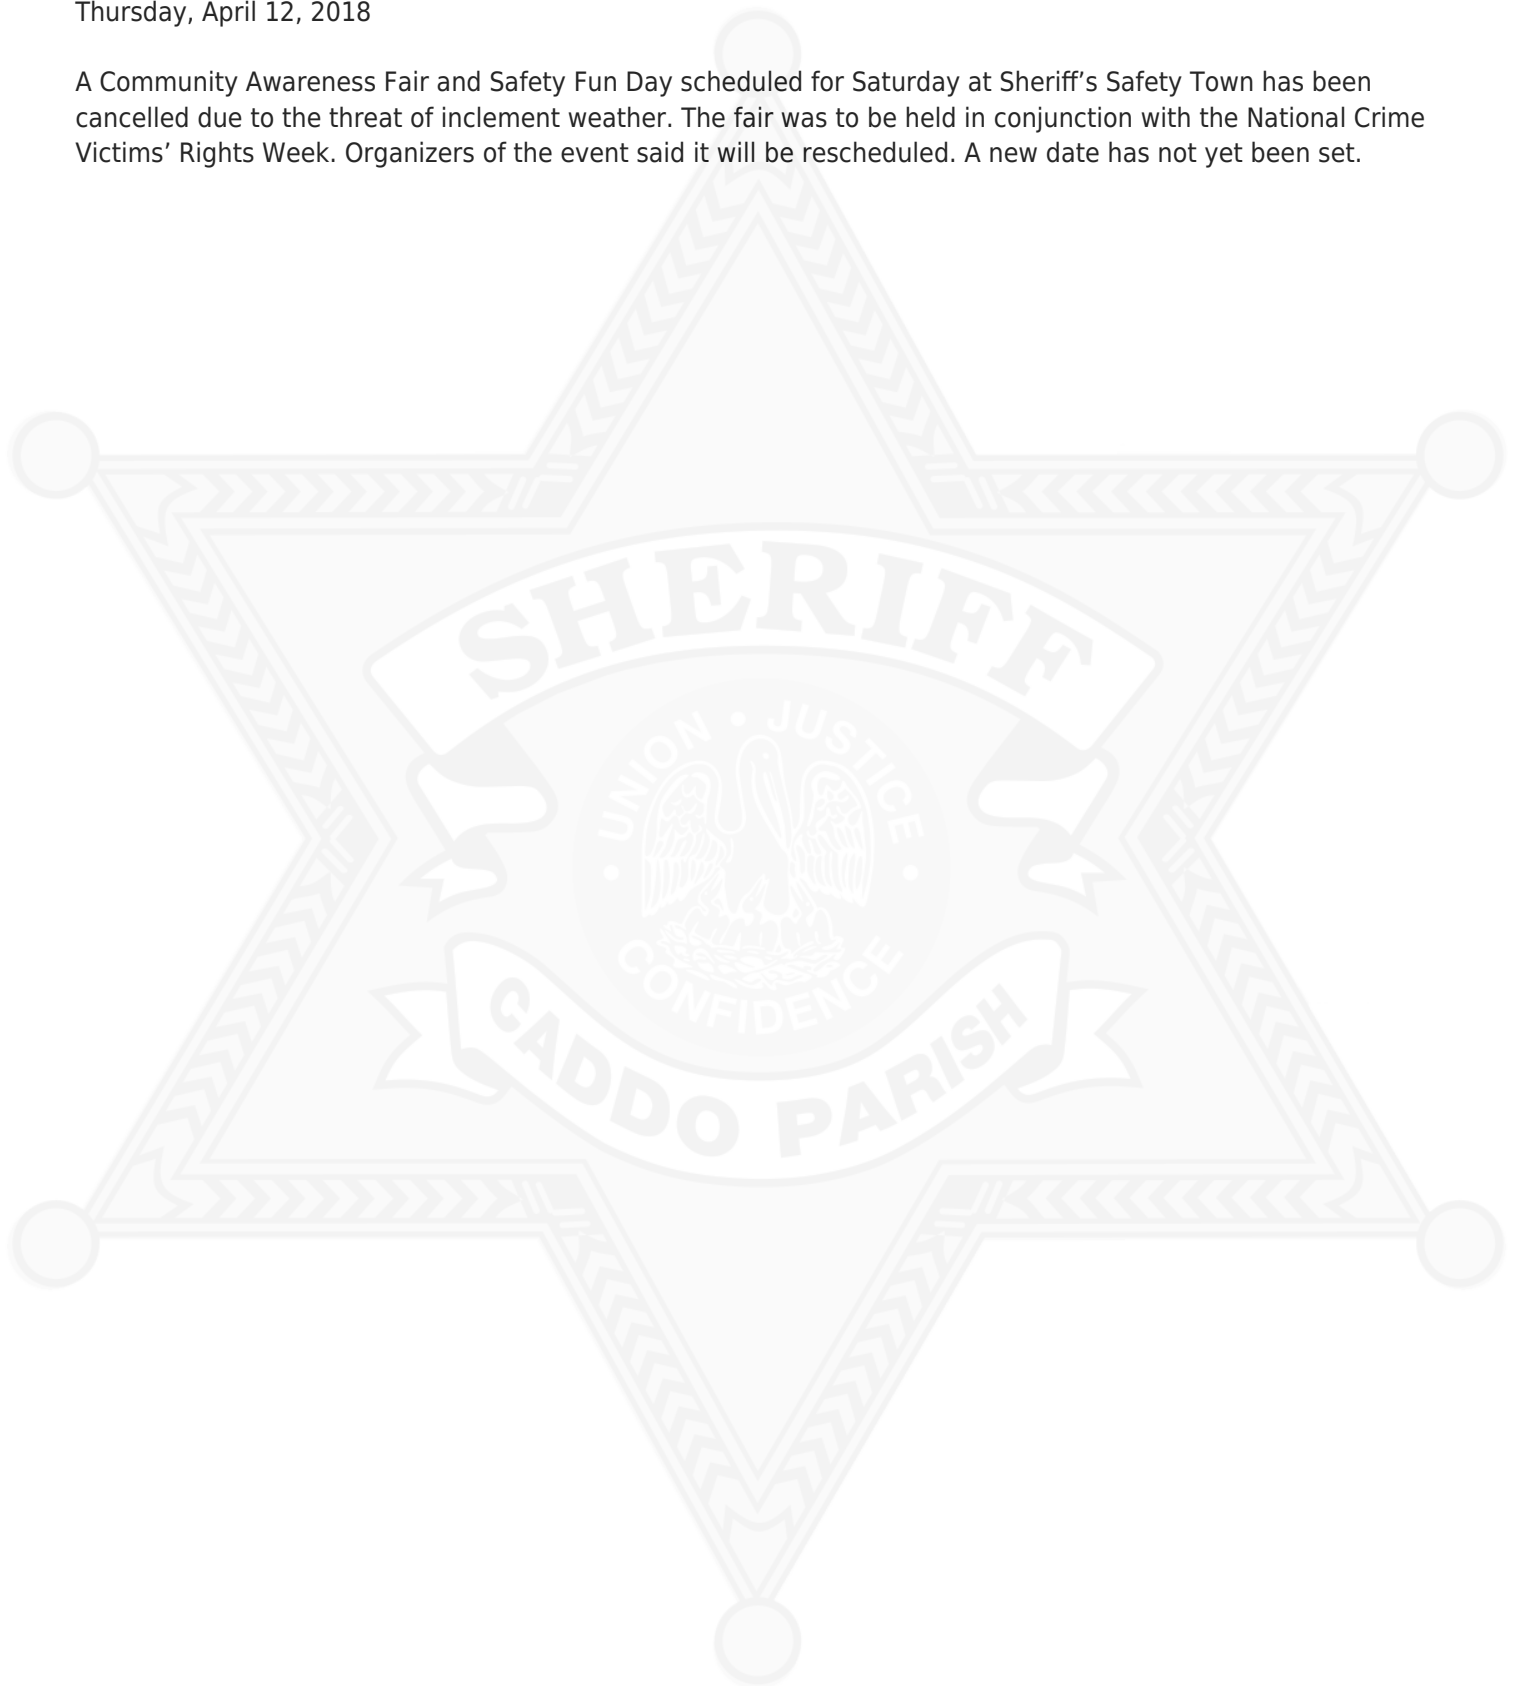 Thursday, April 12, 2018
A Community Awareness Fair and Safety Fun Day scheduled for Saturday at Sheriff’s Safety Town has been
cancelled due to the threat of inclement weather. The fair was to be held in conjunction with the National Crime
Victims’ Rights Week. Organizers of the event said it will be rescheduled. A new date has not yet been set.
SHERIFF
UNION • JUSTICE •
CONFIDENCE •
CADDO PARISH